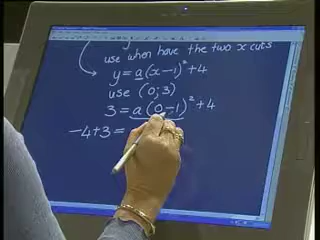 use when have the two x cuts
y = a(x−1)² + 4
use (0;3)
3 = a(0−1)² + 4
−4+3 =